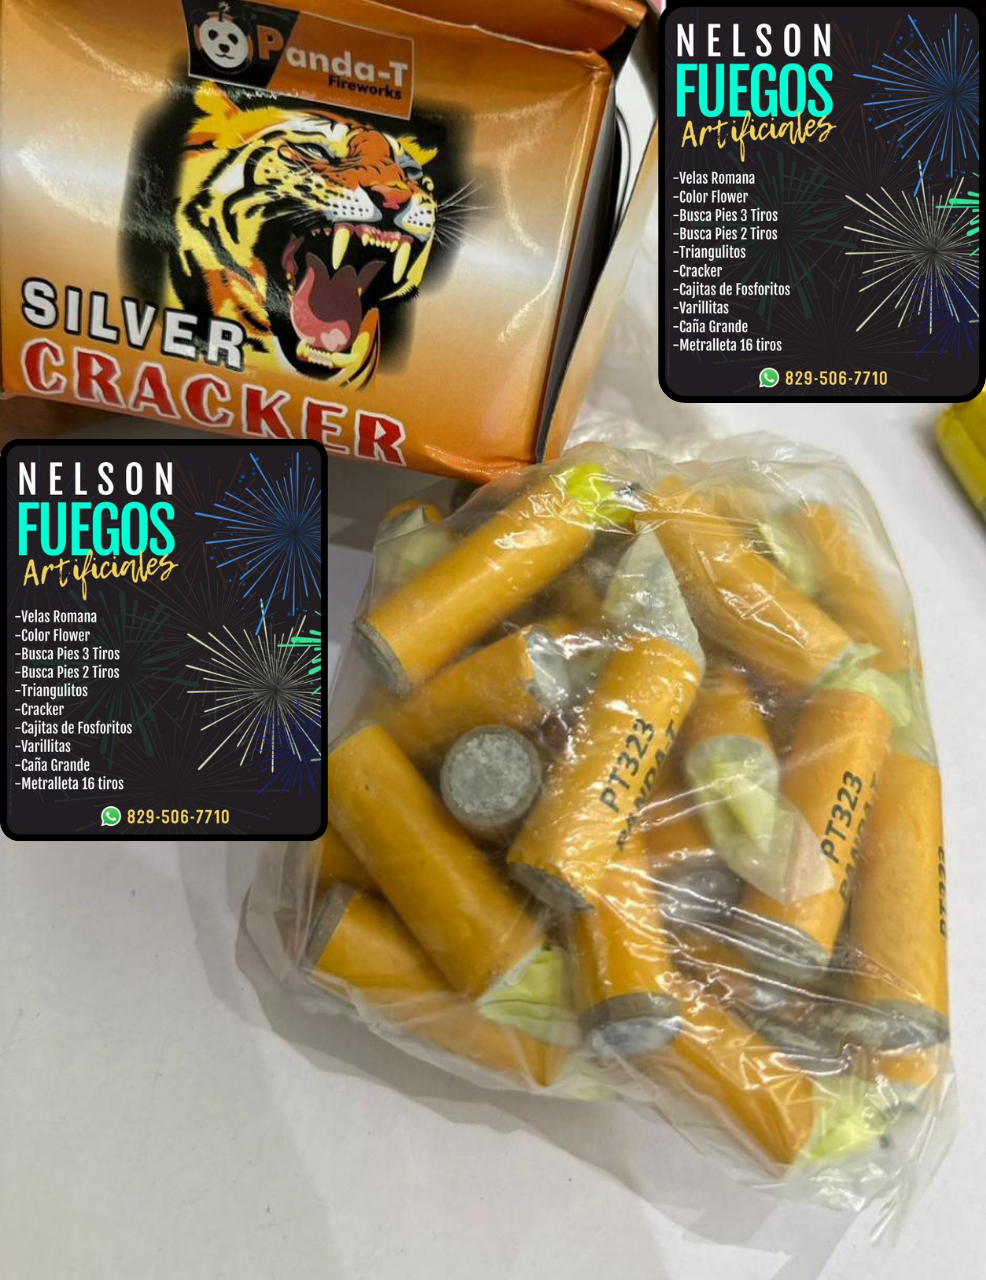 Panda-T
Fireworks
SILVER
CRACKER
NELSON
FUEGOS
Artificiales
-Velas Romana
-Color Flower
-Busca Pies 3 Tiros
-Busca Pies 2 Tiros
-Triangulitos
-Cracker
-Cajitas de Fosforitos
-Varillitas
-Caña Grande
-Metralleta 16 tiros
829-506-7710
NELSON
FUEGOS
Artificiales
-Velas Romana
-Color Flower
-Busca Pies 3 Tiros
-Busca Pies 2 Tiros
-Triangulitos
-Cracker
-Cajitas de Fosforitos
-Varillitas
-Caña Grande
-Metralleta 16 tiros
829-506-7710
PT323
PANDA-T
PT323
PT323